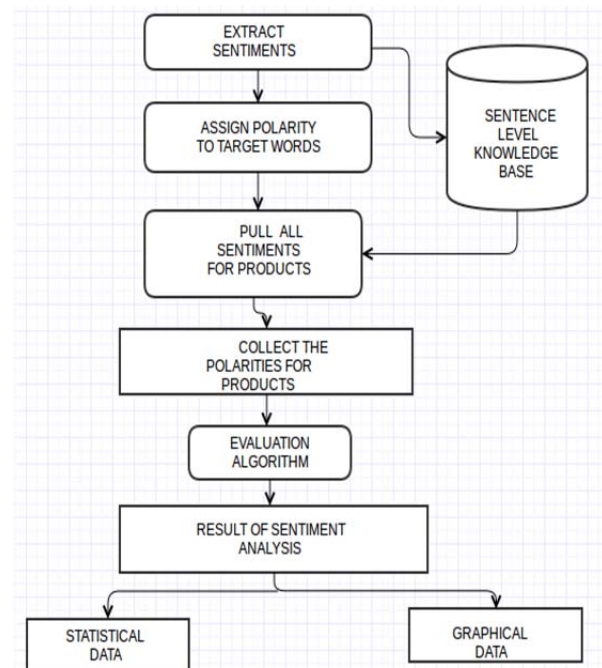 EXTRACT
SENTIMENTS
ASSIGN POLARITY
TO TARGET WORDS
SENTENCE
LEVEL
KNOWLEDGE
BASE
PULL ALL
SENTIMENTS
FOR PRODUCTS
COLLECT THE
POLARITIES FOR
PRODUCTS
EVALUATION
ALGORITHM
RESULT OF SENTIMENT
ANALYSIS
STATISTICAL
DATA
GRAPHICAL
DATA